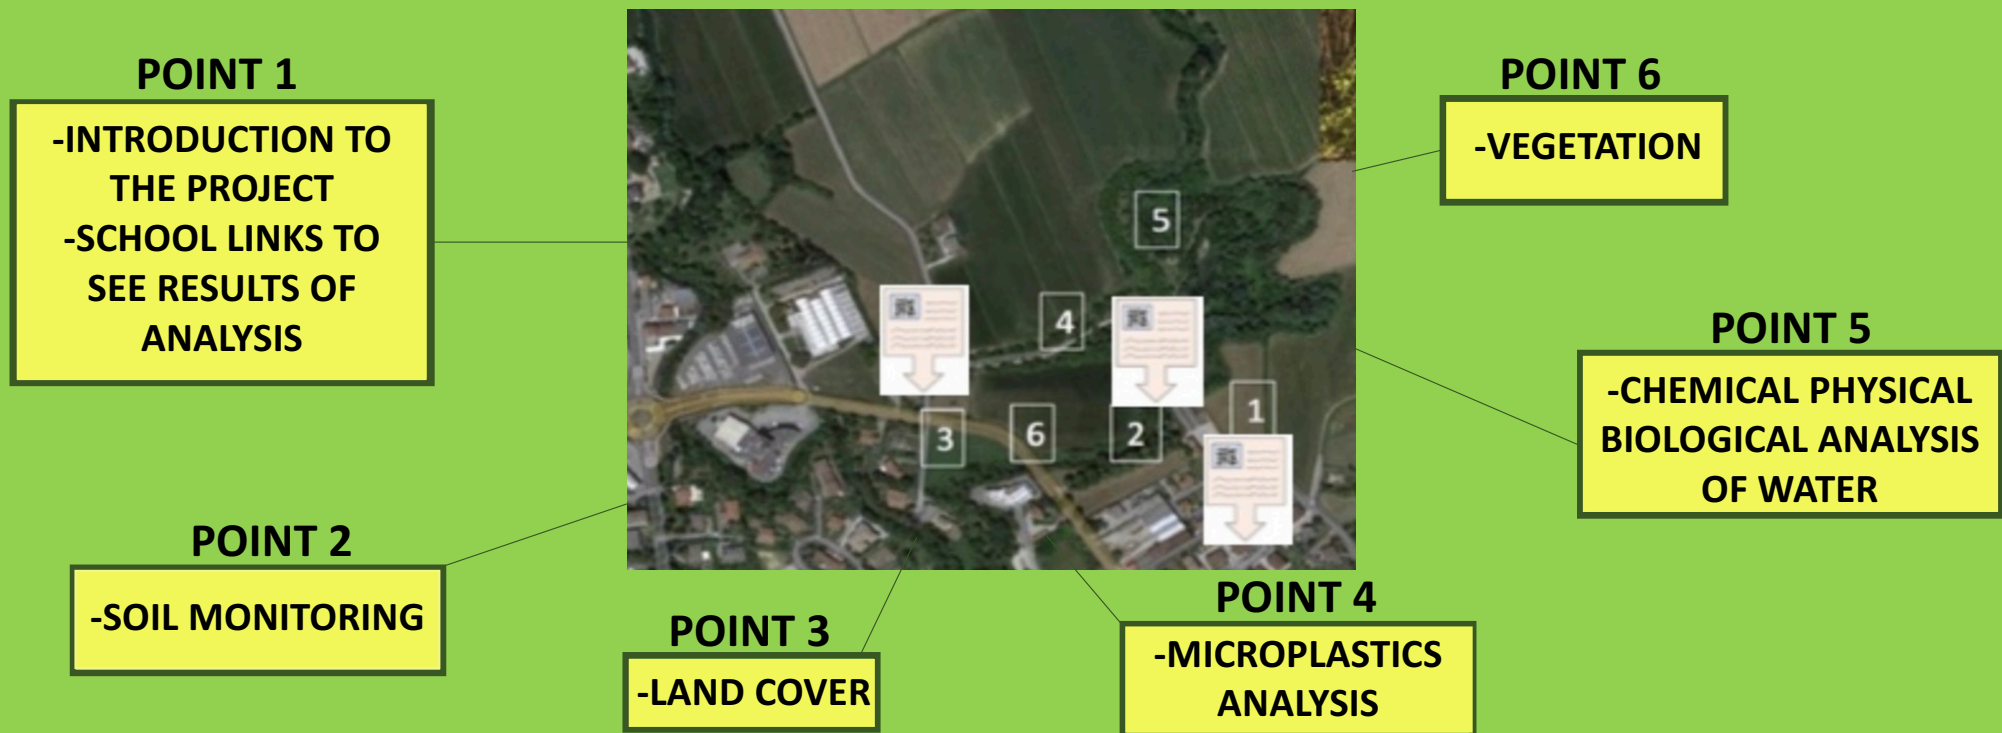 POINT 1
-INTRODUCTION TO
THE PROJECT
-SCHOOL LINKS TO
SEE RESULTS OF
ANALYSIS
POINT 2
-SOIL MONITORING
POINT 3
-LAND COVER
POINT 4
-MICROPLASTICS
ANALYSIS
POINT 5
-CHEMICAL PHYSICAL
BIOLOGICAL ANALYSIS
OF WATER
POINT 6
-VEGETATION
5
4
1
3
6
2